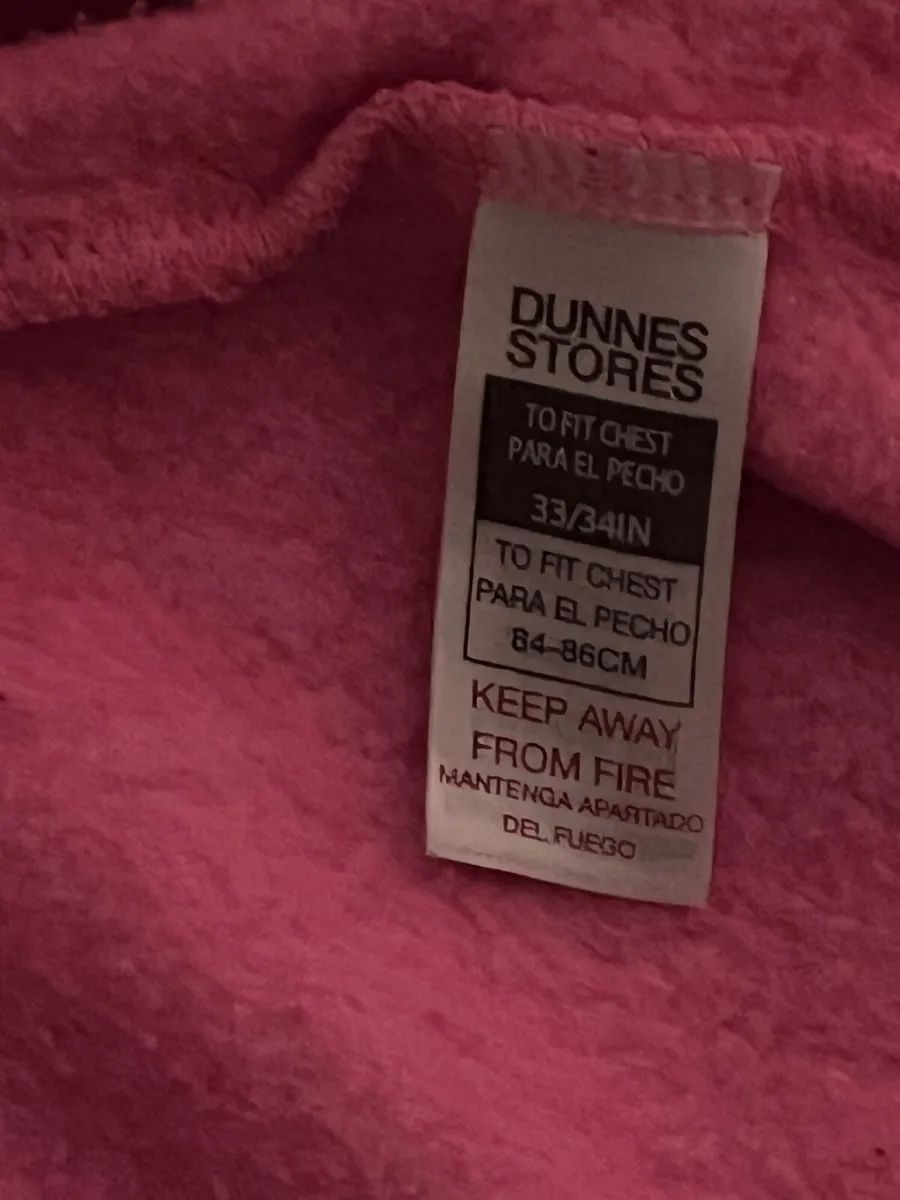 DUNNES
STORES
TO FIT CHEST
PARA EL PECHO
33/34IN
TO FIT CHEST
PARA EL PECHO
84-86CM
KEEP AWAY
FROM FIRE
MANTENGA APARTADO
DEL FUEGO